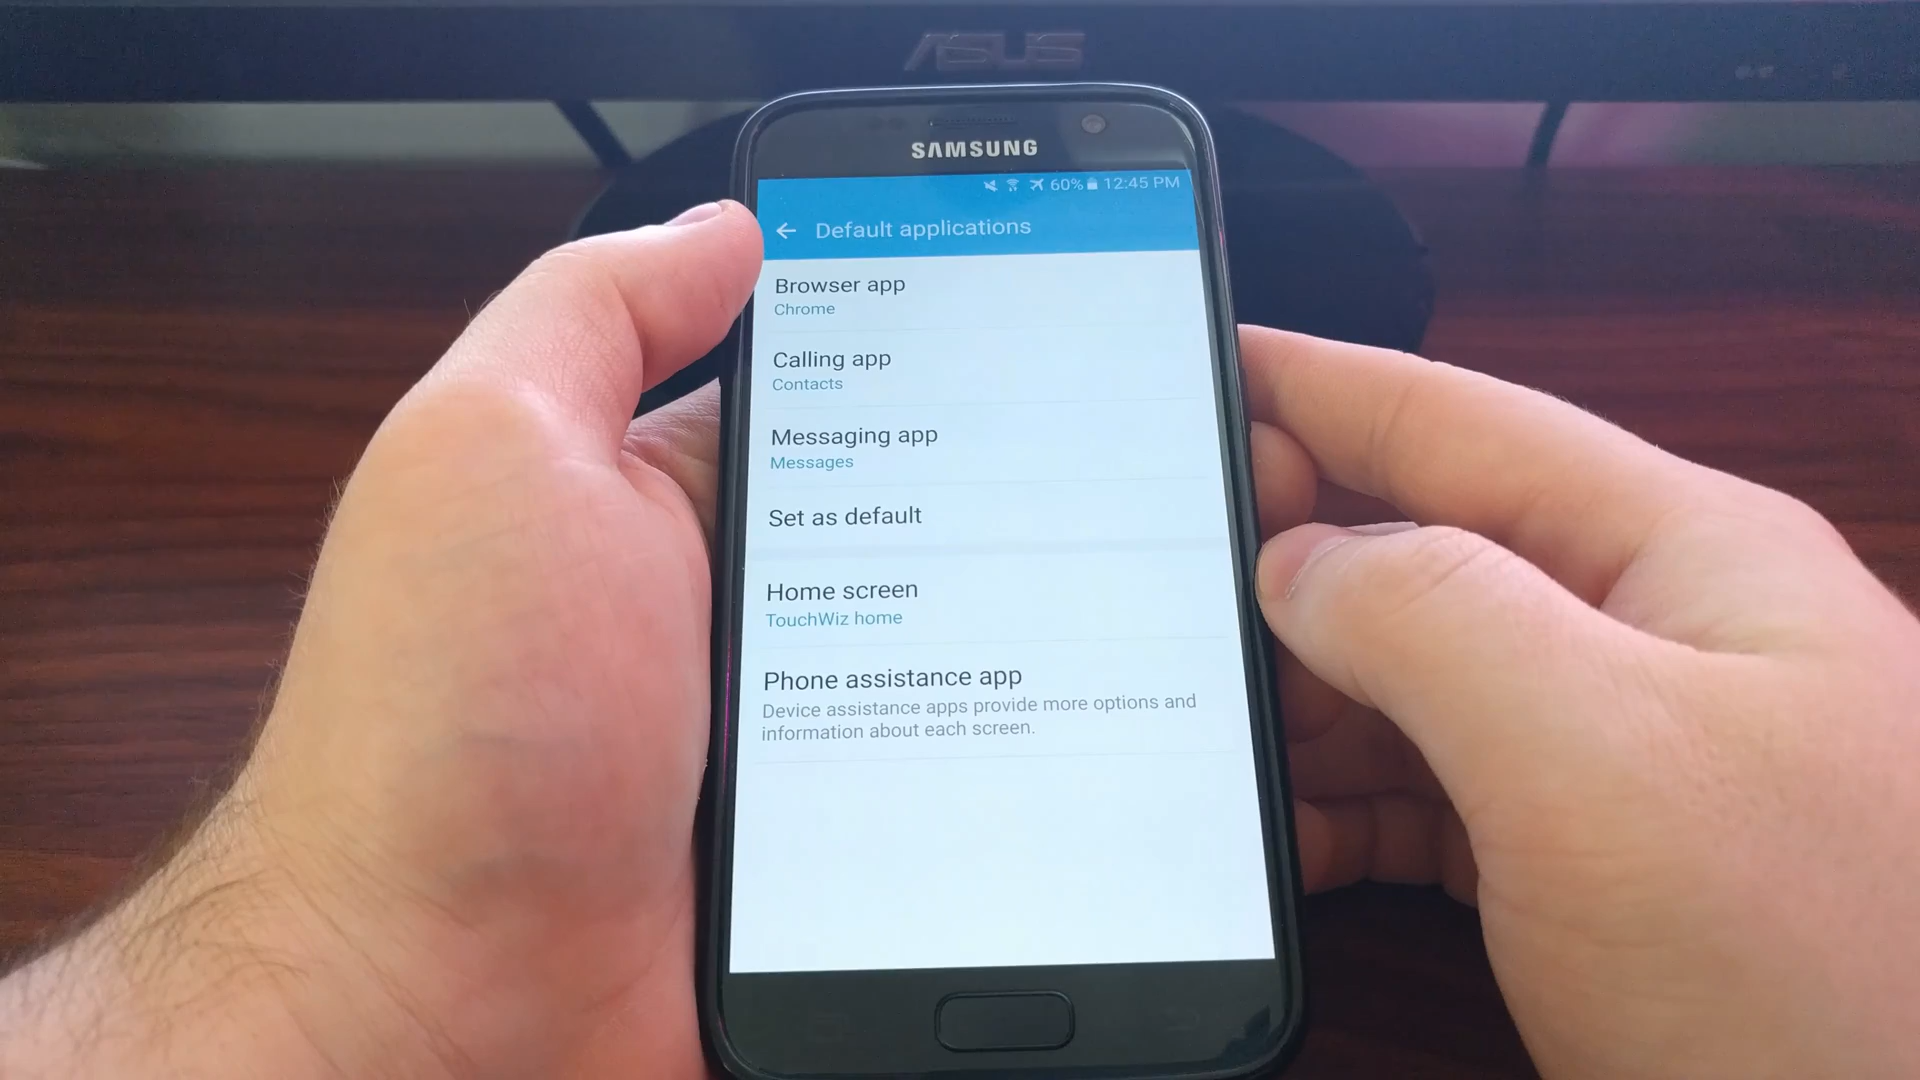 ASUS
SAMSUNG
60% 12:45 PM
Default applications
Browser app
Chrome
Calling app
Contacts
Messaging app
Messages
Set as default
Home screen
TouchWiz home
Phone assistance app
Device assistance apps provide more options and
information about each screen.